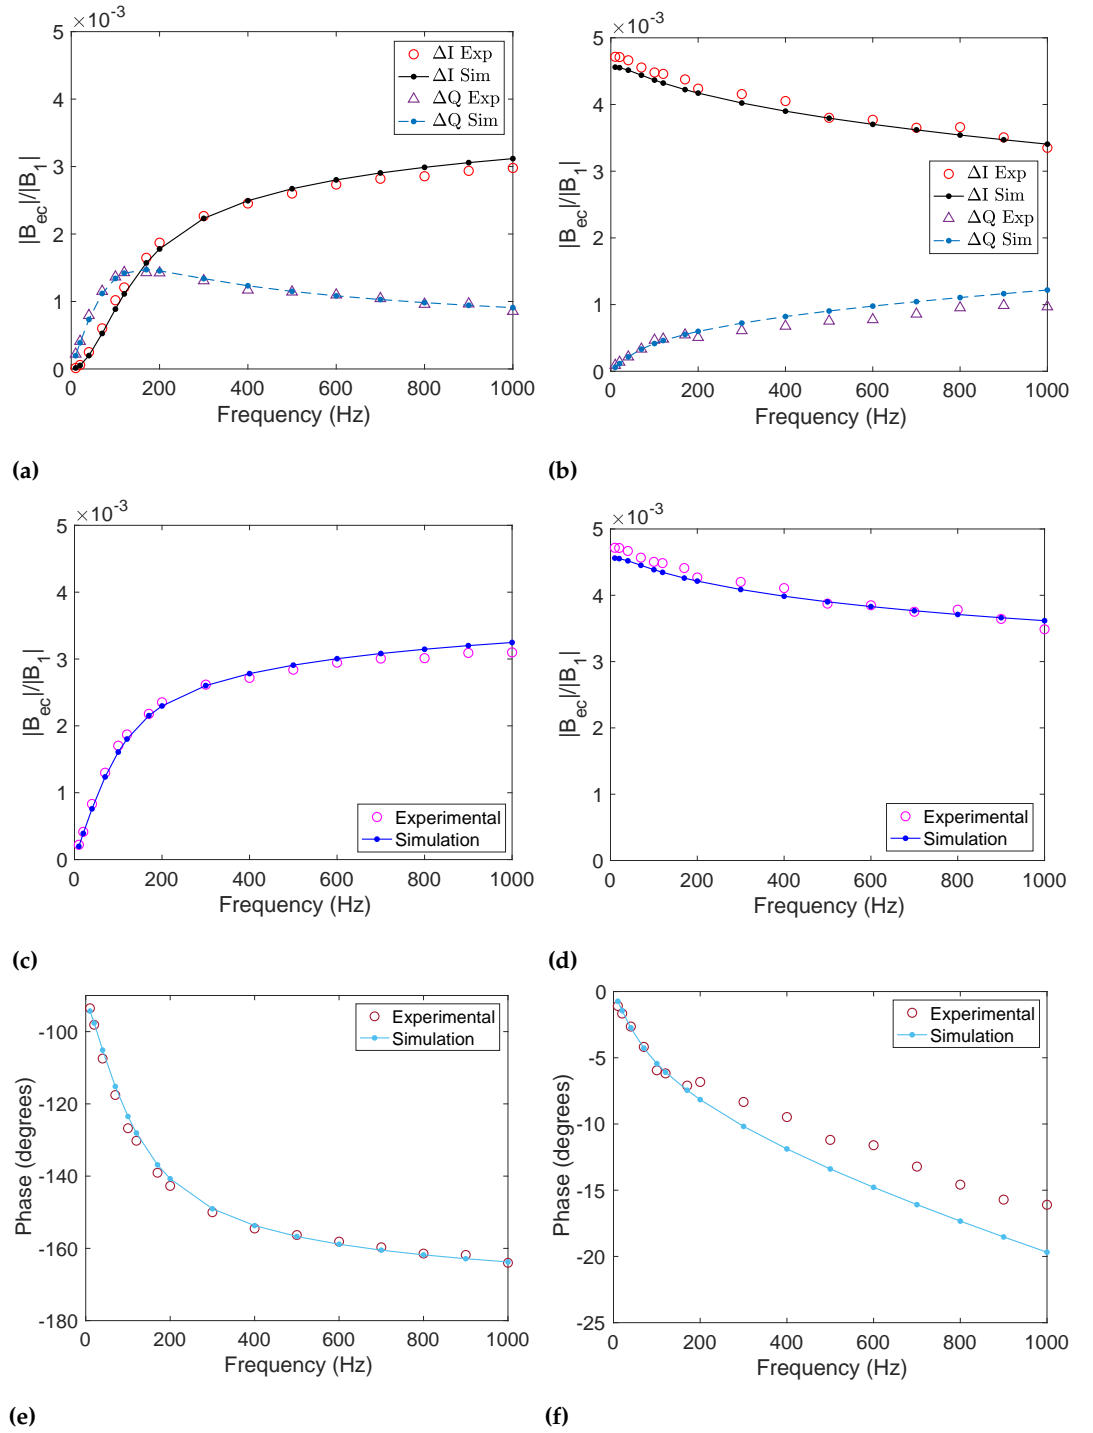 ×10⁻³
5
4
3
2
1
0
|B_ec|/|B_1|
ΔI Exp
ΔI Sim
ΔQ Exp
ΔQ Sim
0 200 400 600 800 1000
Frequency (Hz)
(a)
×10⁻³
5
4
3
2
1
0
|B_ec|/|B_1|
ΔI Exp
ΔI Sim
ΔQ Exp
ΔQ Sim
0 200 400 600 800 1000
Frequency (Hz)
(b)
×10⁻³
5
4
3
2
1
0
|B_ec|/|B_1|
Experimental
Simulation
0 200 400 600 800 1000
Frequency (Hz)
(c)
×10⁻³
5
4
3
2
1
0
|B_ec|/|B_1|
Experimental
Simulation
0 200 400 600 800 1000
Frequency (Hz)
(d)
-100
-120
-140
-160
-180
Phase (degrees)
Experimental
Simulation
0 200 400 600 800 1000
Frequency (Hz)
(e)
0
-5
-10
-15
-20
-25
Phase (degrees)
Experimental
Simulation
0 200 400 600 800 1000
Frequency (Hz)
(f)